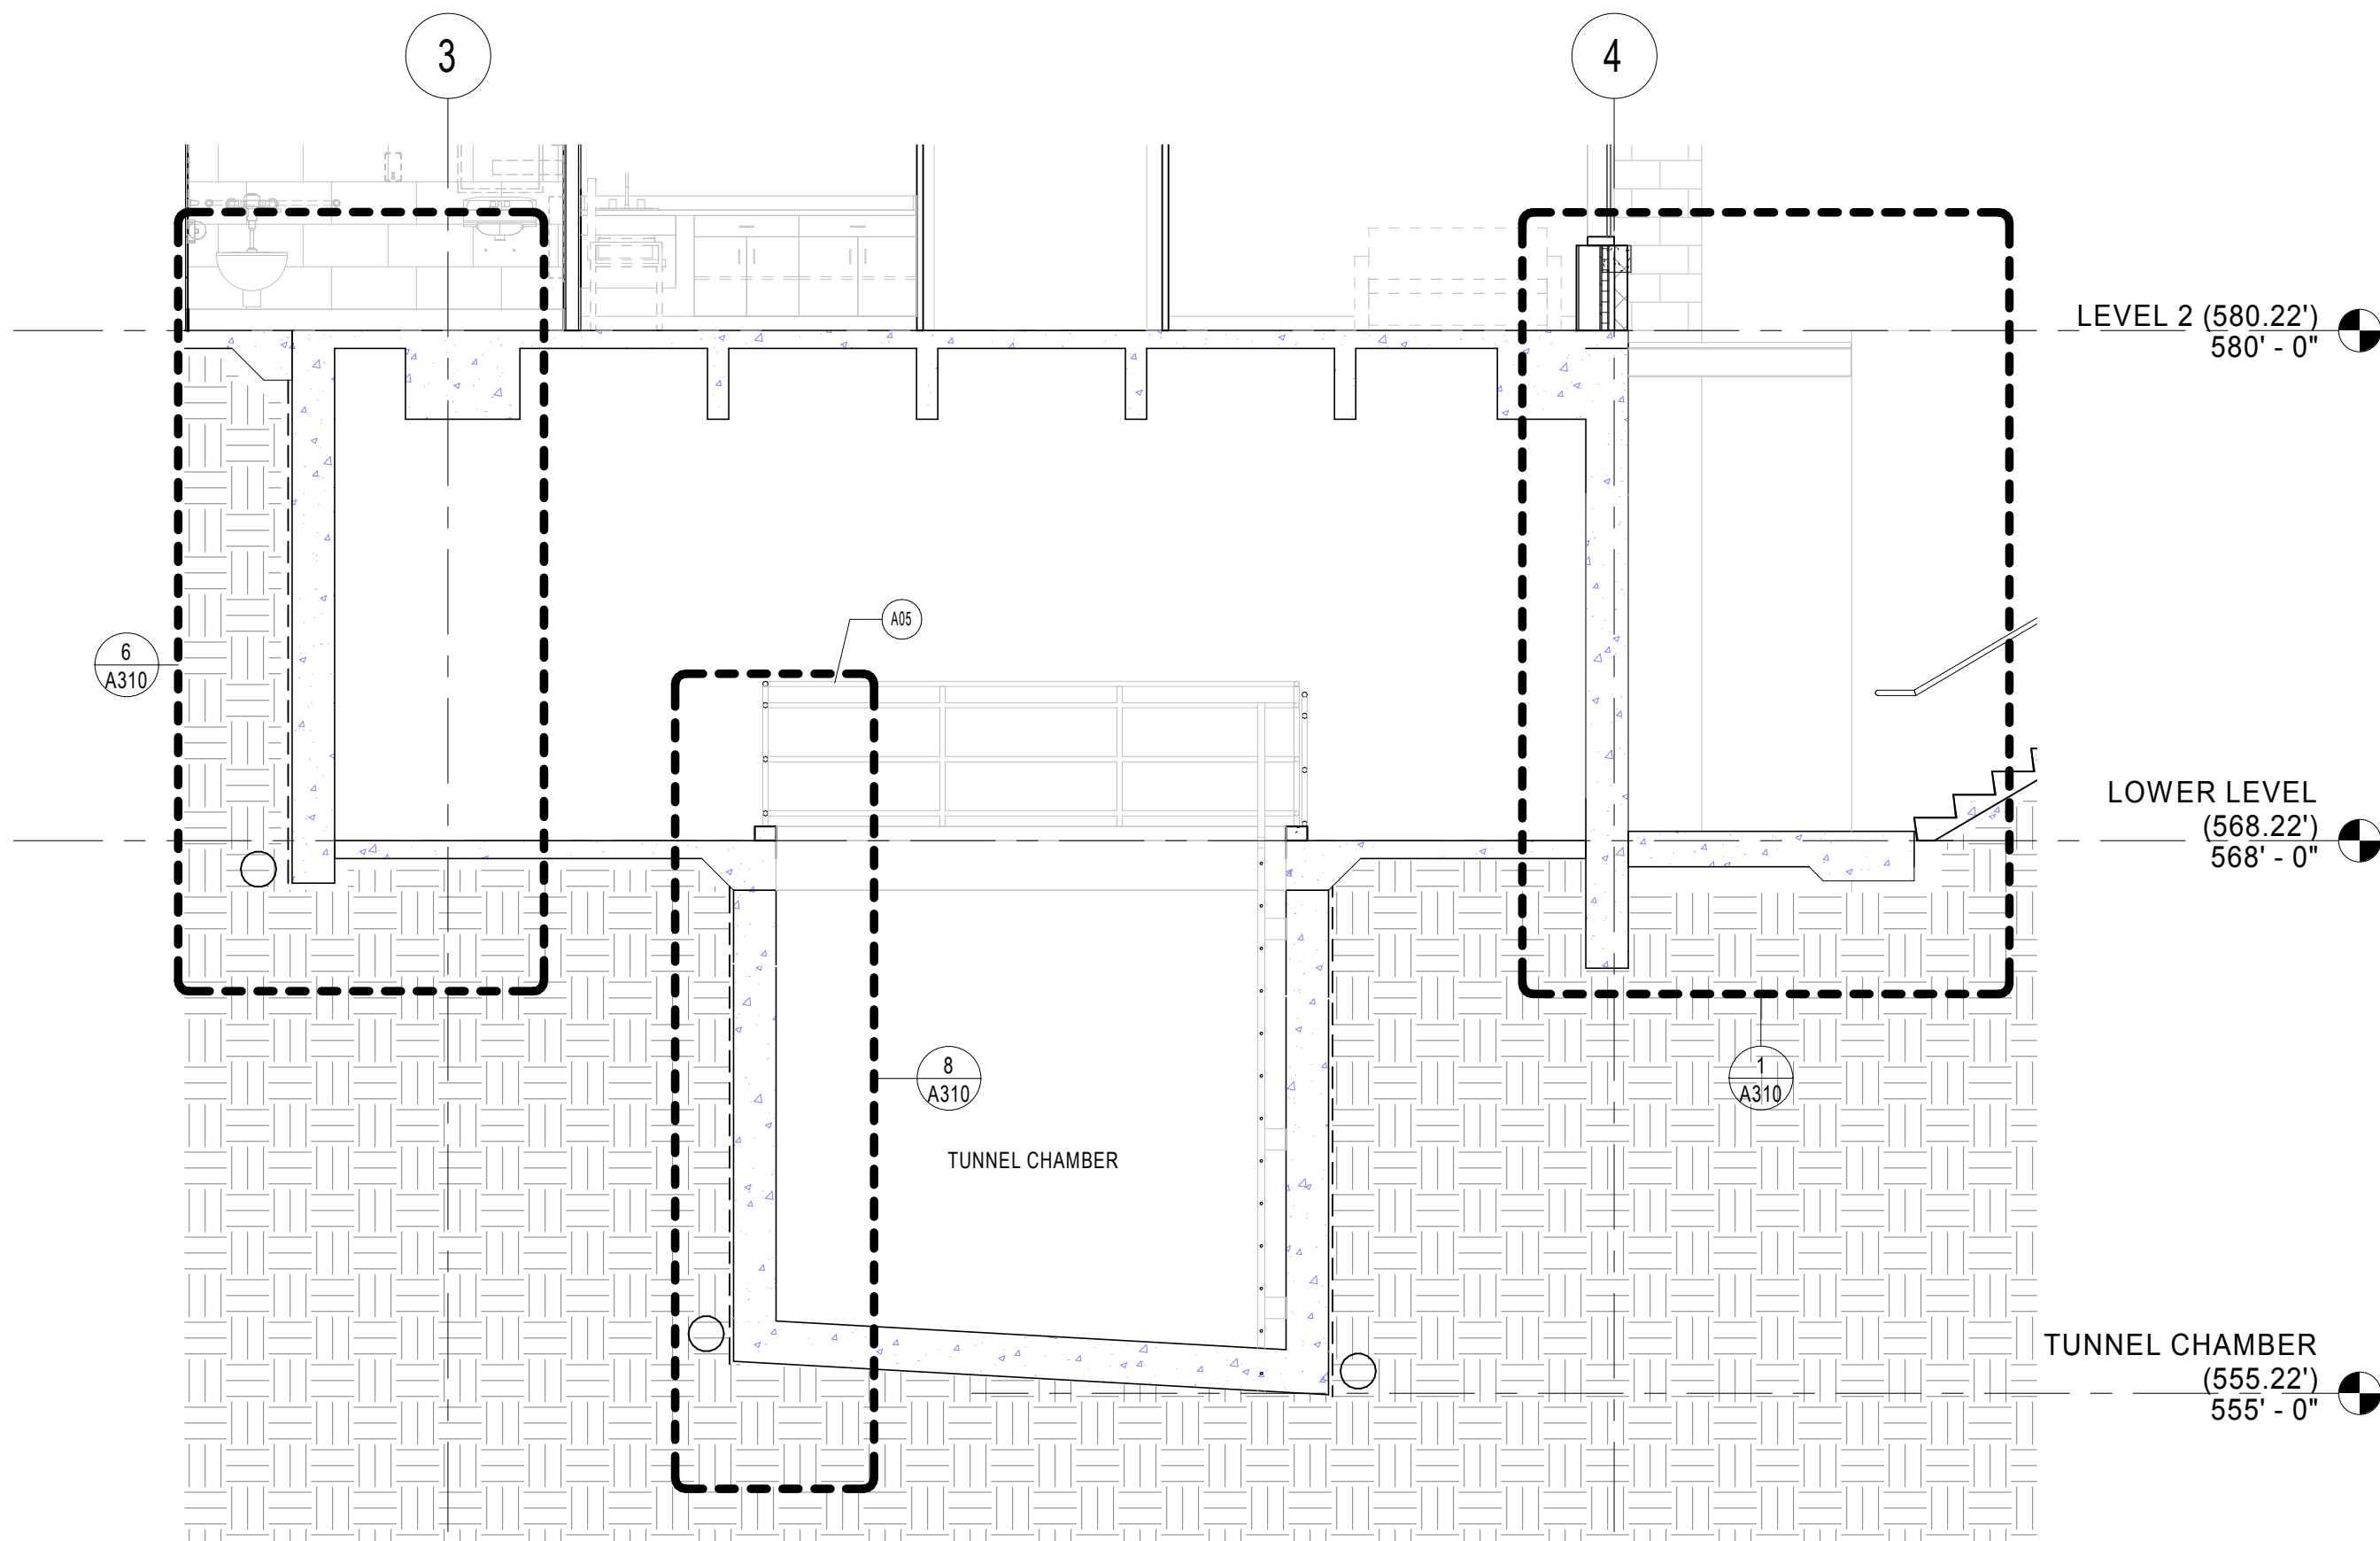 3
4
LEVEL 2 (580.22')
580' - 0"
A05
6
A310
LOWER LEVEL
(568.22')
568' - 0"
8
A310
1
A310
TUNNEL CHAMBER
TUNNEL CHAMBER
(555.22')
555' - 0"